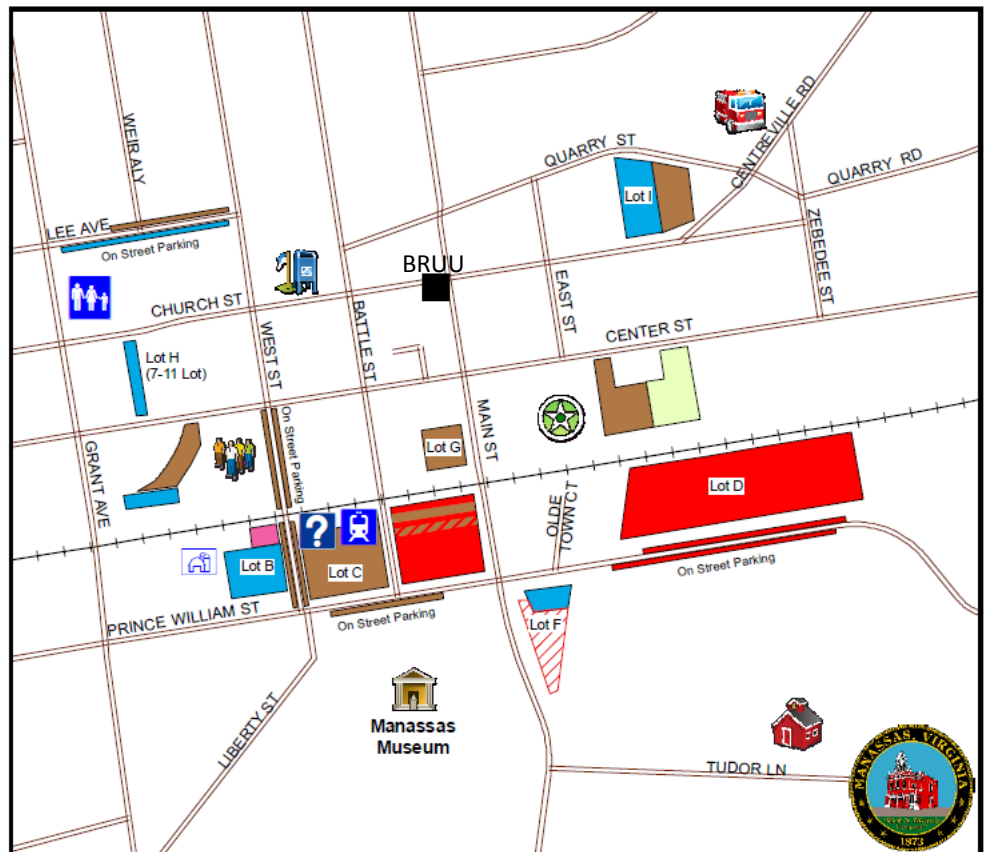 CENTREVILLE RD
WEIR ALY
QUARRY ST
QUARRY RD
Lot I
LEE AVE
On Street Parking
ZEBEDEE ST
BRUU
EAST ST
CHURCH ST
BATTLE ST
WEST ST
CENTER ST
Lot H
(7-11 Lot)
On Street Parking
MAIN ST
GRANT AVE
Lot G
Lot D
OLDE
TOWN CT
?
Lot B
Lot C
On Street Parking
PRINCE WILLIAM ST
On Street Parking
Lot F
LIBERTY ST
Manassas
Museum
TUDOR LN
MANASSAS, VIRGINIA
1873